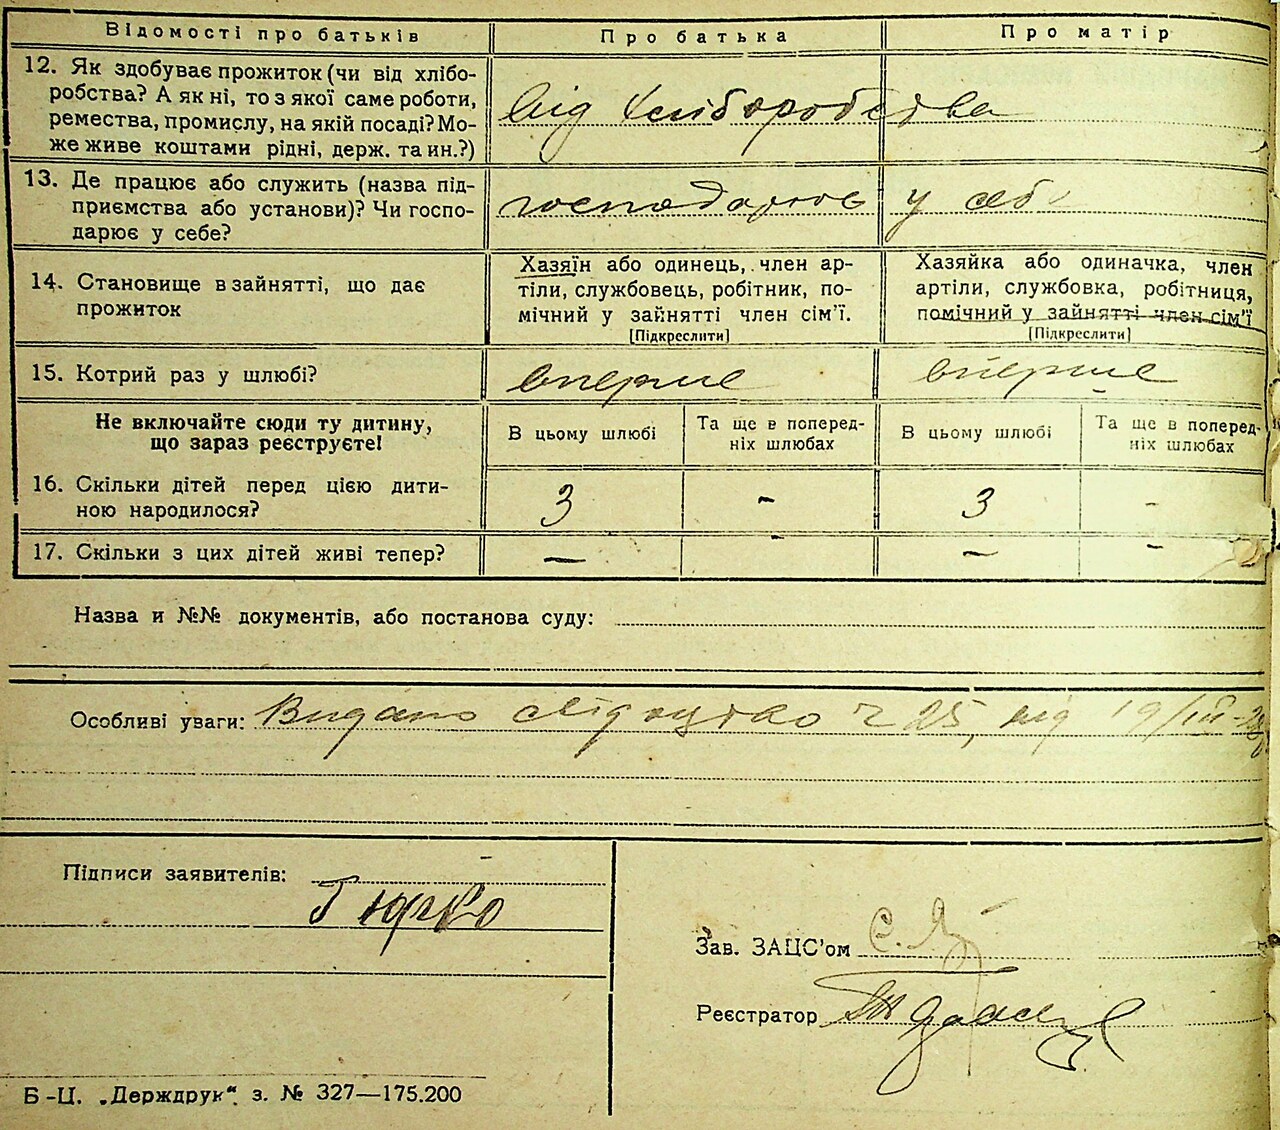 Відомості про батьків Про батька Про матір
12. Як здобуває прожиток (чи від хлібо-
робства? А як ні, то з якої саме роботи,
ремества, промислу, на якій посаді? Мо-
же живе коштами рідні, держ. та ин.?)
від хліборобства
13. Де працює або служить (назва під-
приємства або установи)? Чи госпо-
дарює у себе?
господарює у себе
14. Становище в зайнятті, що дає
прожиток
Хазяїн або одинець, член ар-
тіли, службовець, робітник, по-
мічний у зайнятті член сім'ї.
[Підкреслити]
Хазяйка або одиначка, член
артіли, службовка, робітниця,
помічний у зайнятті член сім'ї
[Підкреслити]
15. Котрий раз у шлюбі? вперше вперше
Не включайте сюди ту дитину,
що зараз реєструєте!
В цьому шлюбі
Та ще в поперед-
ніх шлюбах
В цьому шлюбі
Та ще в поперед-
ніх шлюбах
16. Скільки дітей перед цією дити-
ною народилося?
3 - 3 -
17. Скільки з цих дітей живі тепер? - - - -
Назва и №№ документів, або постанова суду:
Особливі уваги: Видано свідоцтво ч 25, від 19/III-
Підписи заявителів:
Зав. ЗАЦС'ом
Реєстратор
Б-Ц. „Держдрук“ з. № 327—175.200